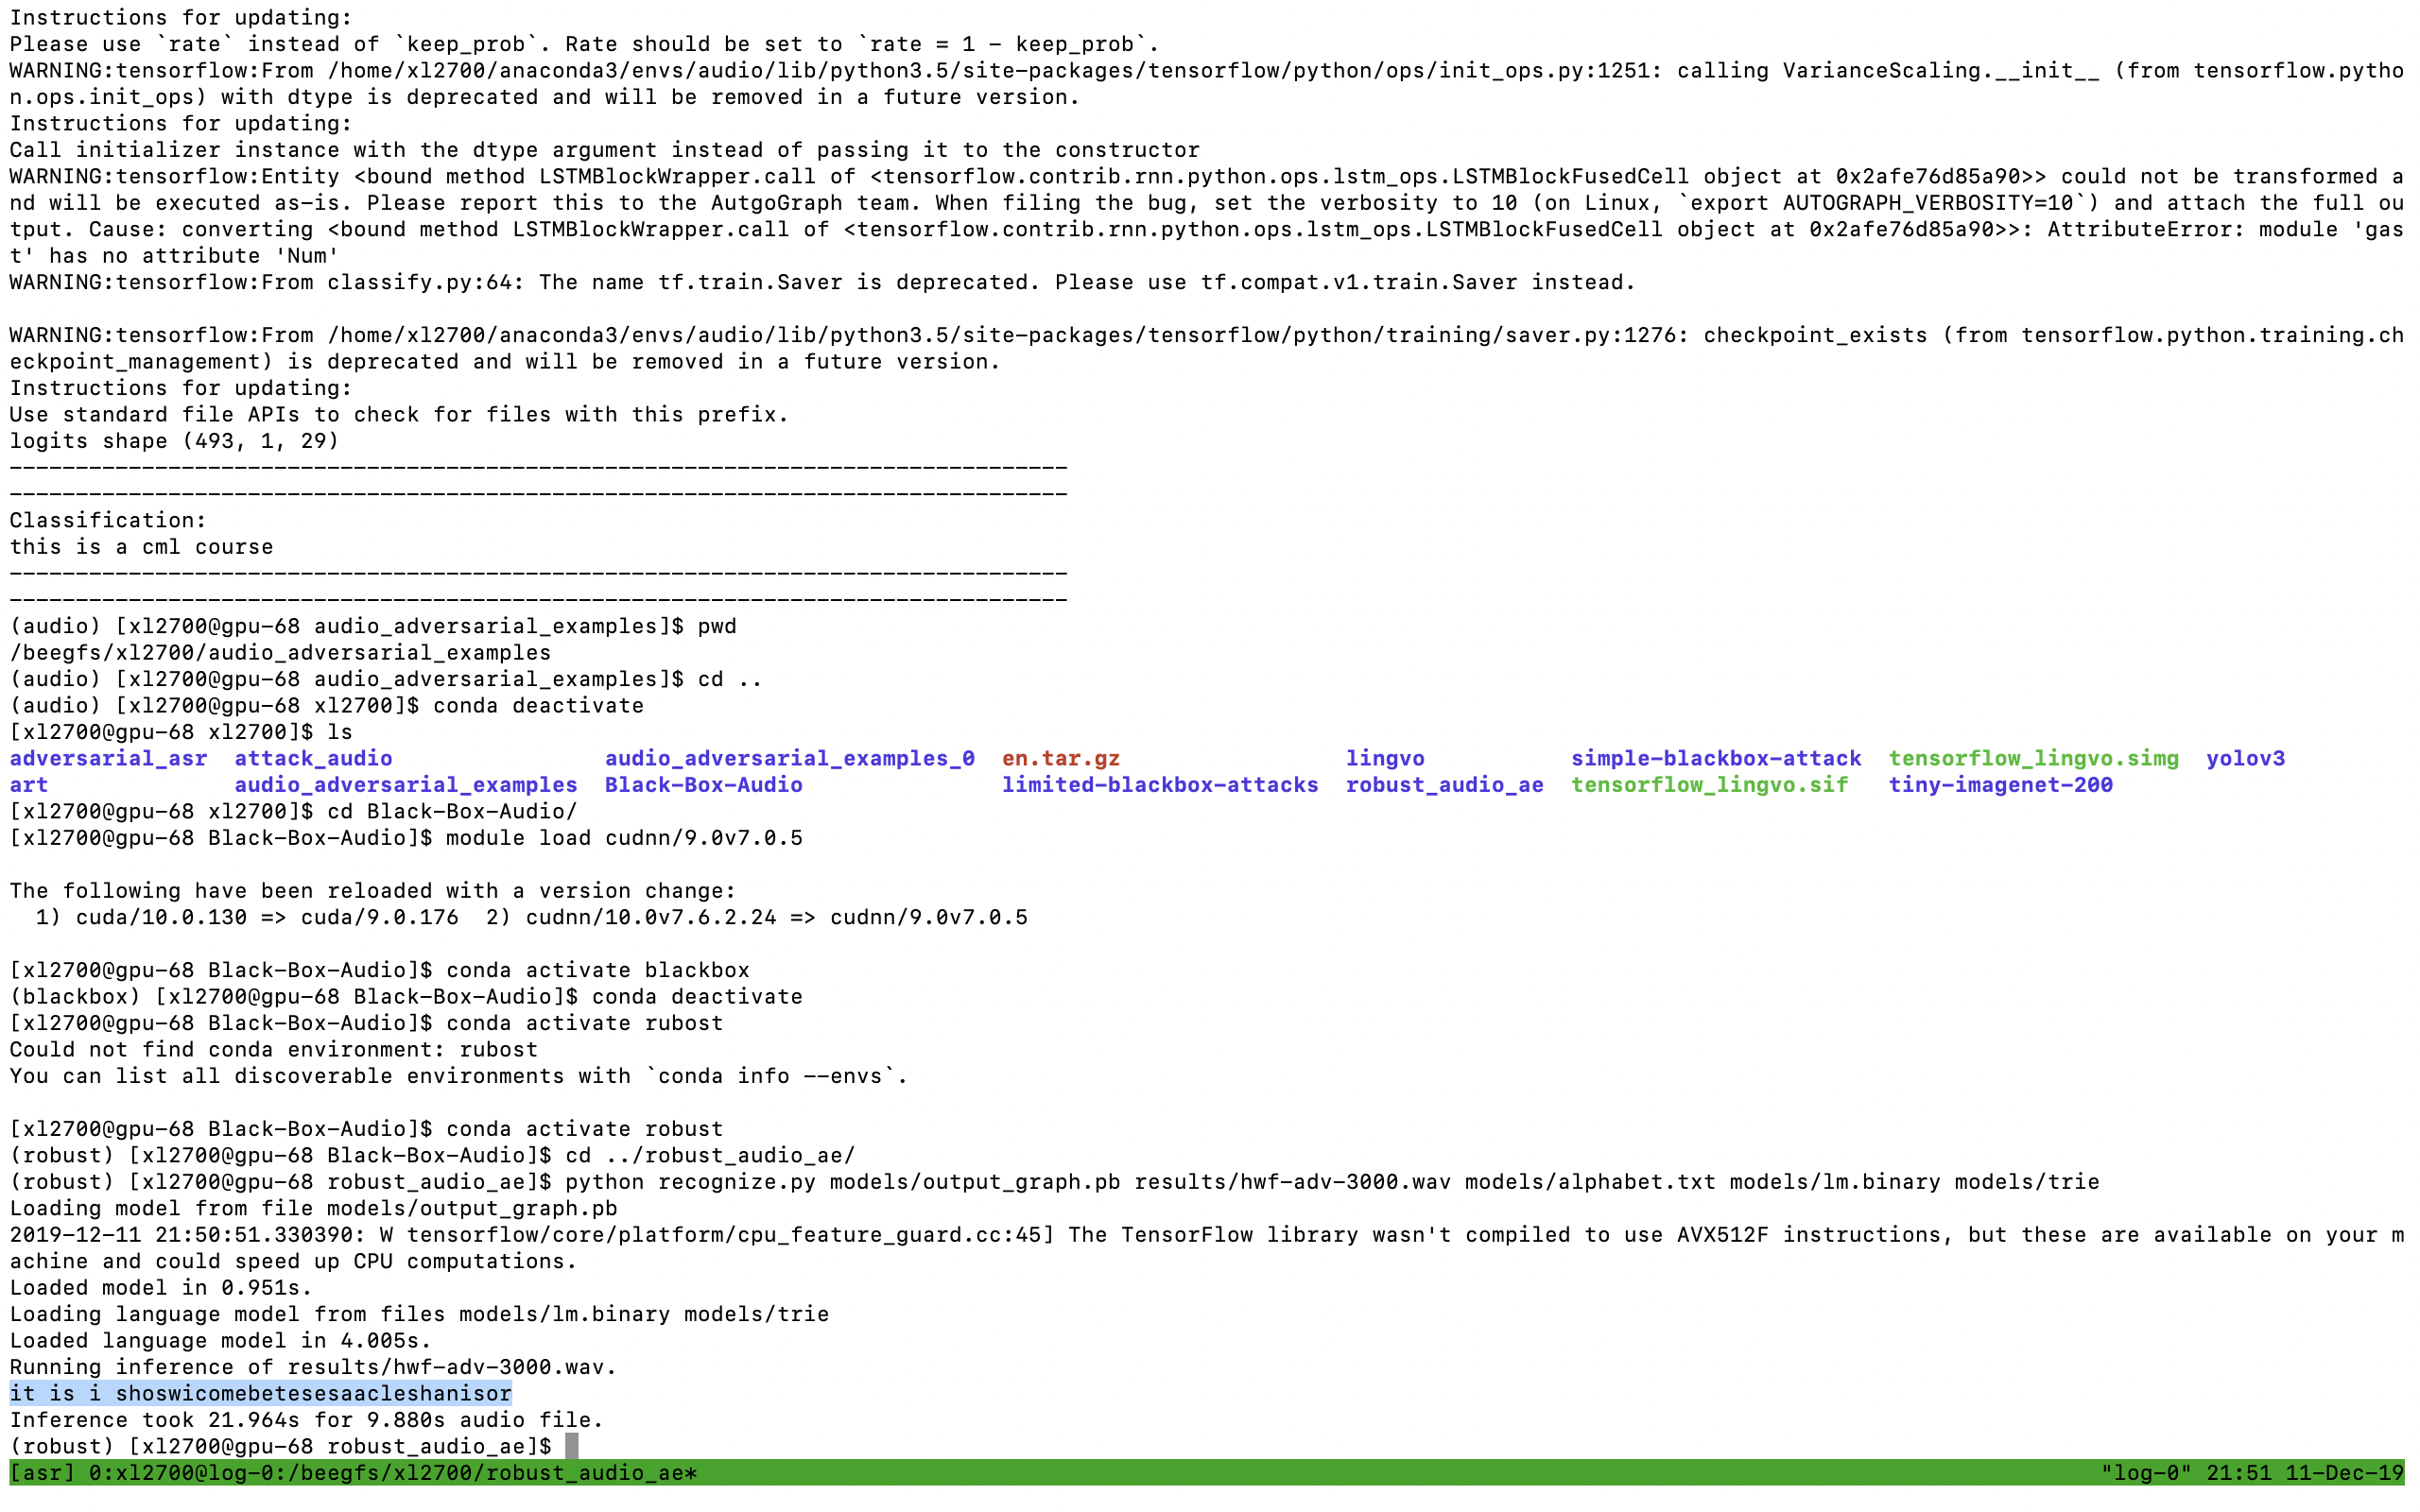 Instructions for updating:
Please use `rate` instead of `keep_prob`. Rate should be set to `rate = 1 - keep_prob`.
WARNING:tensorflow:From /home/xl2700/anaconda3/envs/audio/lib/python3.5/site-packages/tensorflow/python/ops/init_ops.py:1251: calling VarianceScaling.__init__ (from tensorflow.pytho
n.ops.init_ops) with dtype is deprecated and will be removed in a future version.
Instructions for updating:
Call initializer instance with the dtype argument instead of passing it to the constructor
WARNING:tensorflow:Entity <bound method LSTMBlockWrapper.call of <tensorflow.contrib.rnn.python.ops.lstm_ops.LSTMBlockFusedCell object at 0x2afe76d85a90>> could not be transformed a
nd will be executed as-is. Please report this to the AutgoGraph team. When filing the bug, set the verbosity to 10 (on Linux, `export AUTOGRAPH_VERBOSITY=10`) and attach the full ou
tput. Cause: converting <bound method LSTMBlockWrapper.call of <tensorflow.contrib.rnn.python.ops.lstm_ops.LSTMBlockFusedCell object at 0x2afe76d85a90>>: AttributeError: module 'gas
t' has no attribute 'Num'
WARNING:tensorflow:From classify.py:64: The name tf.train.Saver is deprecated. Please use tf.compat.v1.train.Saver instead.

WARNING:tensorflow:From /home/xl2700/anaconda3/envs/audio/lib/python3.5/site-packages/tensorflow/python/training/saver.py:1276: checkpoint_exists (from tensorflow.python.training.ch
eckpoint_management) is deprecated and will be removed in a future version.
Instructions for updating:
Use standard file APIs to check for files with this prefix.
logits shape (493, 1, 29)
--------------------------------------------------------------------------------
--------------------------------------------------------------------------------
Classification:
this is a cml course
--------------------------------------------------------------------------------
--------------------------------------------------------------------------------
(audio) [xl2700@gpu-68 audio_adversarial_examples]$ pwd
/beegfs/xl2700/audio_adversarial_examples
(audio) [xl2700@gpu-68 audio_adversarial_examples]$ cd ..
(audio) [xl2700@gpu-68 xl2700]$ conda deactivate
[xl2700@gpu-68 xl2700]$ ls
adversarial_asr  attack_audio                audio_adversarial_examples_0  en.tar.gz                 lingvo           simple-blackbox-attack  tensorflow_lingvo.simg  yolov3
art              audio_adversarial_examples  Black-Box-Audio               limited-blackbox-attacks  robust_audio_ae  tensorflow_lingvo.sif   tiny-imagenet-200
[xl2700@gpu-68 xl2700]$ cd Black-Box-Audio/
[xl2700@gpu-68 Black-Box-Audio]$ module load cudnn/9.0v7.0.5

The following have been reloaded with a version change:
  1) cuda/10.0.130 => cuda/9.0.176  2) cudnn/10.0v7.6.2.24 => cudnn/9.0v7.0.5

[xl2700@gpu-68 Black-Box-Audio]$ conda activate blackbox
(blackbox) [xl2700@gpu-68 Black-Box-Audio]$ conda deactivate
[xl2700@gpu-68 Black-Box-Audio]$ conda activate rubost
Could not find conda environment: rubost
You can list all discoverable environments with `conda info --envs`.

[xl2700@gpu-68 Black-Box-Audio]$ conda activate robust
(robust) [xl2700@gpu-68 Black-Box-Audio]$ cd ../robust_audio_ae/
(robust) [xl2700@gpu-68 robust_audio_ae]$ python recognize.py models/output_graph.pb results/hwf-adv-3000.wav models/alphabet.txt models/lm.binary models/trie
Loading model from file models/output_graph.pb
2019-12-11 21:50:51.330390: W tensorflow/core/platform/cpu_feature_guard.cc:45] The TensorFlow library wasn't compiled to use AVX512F instructions, but these are available on your m
achine and could speed up CPU computations.
Loaded model in 0.951s.
Loading language model from files models/lm.binary models/trie
Loaded language model in 4.005s.
Running inference of results/hwf-adv-3000.wav.
it is i shoswicomebetesesaacleshanisor
Inference took 21.964s for 9.880s audio file.
(robust) [xl2700@gpu-68 robust_audio_ae]$
[asr] 0:xl2700@log-0:/beegfs/xl2700/robust_audio_ae* "log-0" 21:51 11-Dec-19